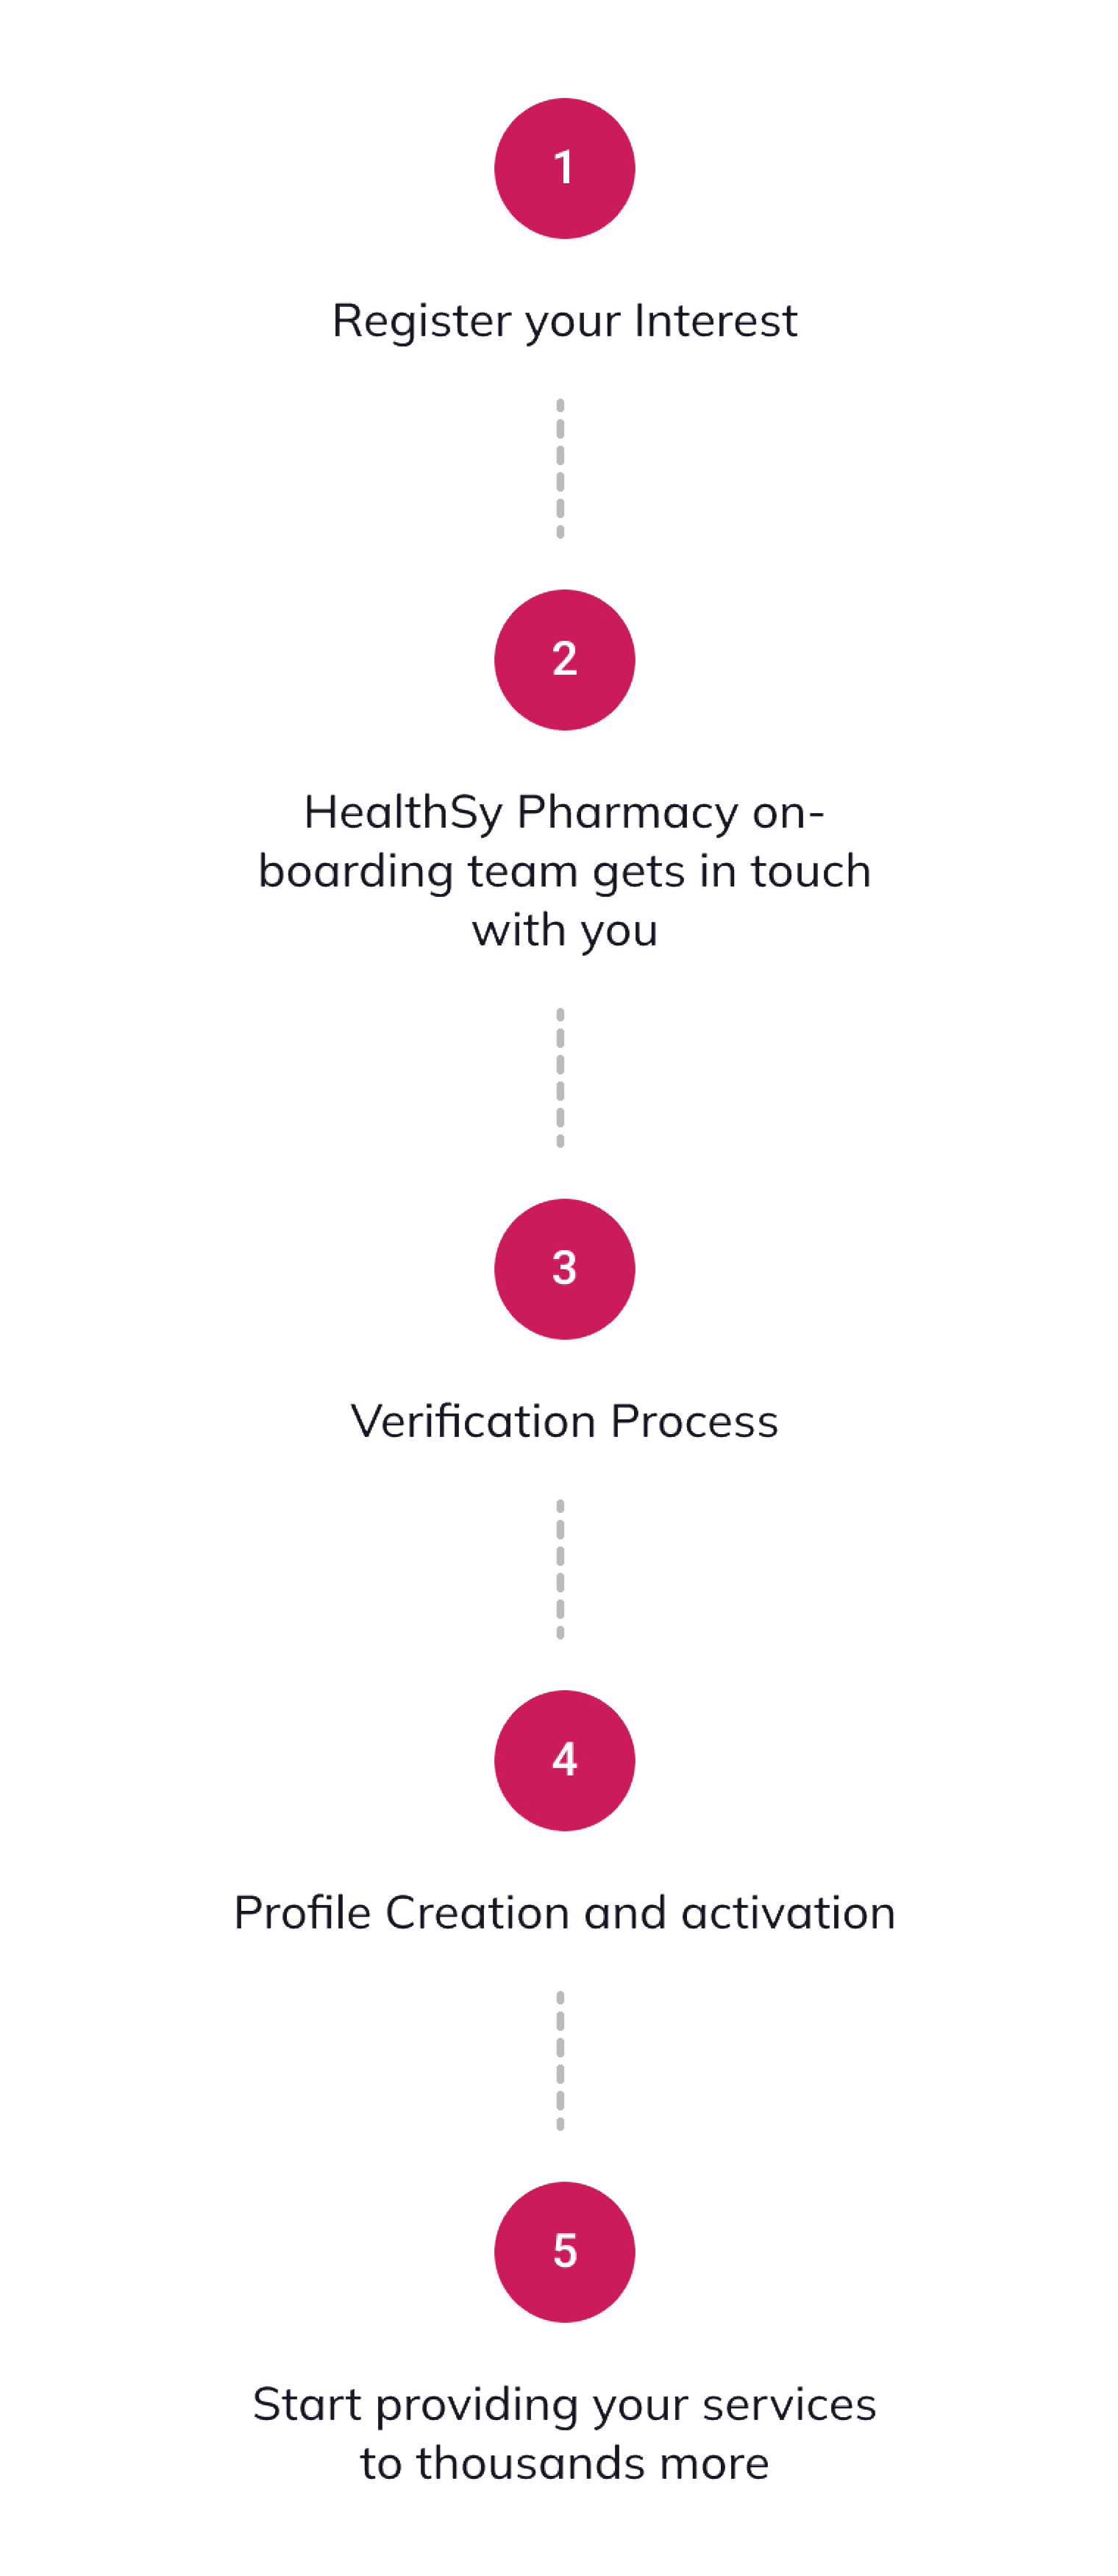 1
Register your Interest
2
HealthSy Pharmacy on-
boarding team gets in touch
with you
3
Verification Process
4
Profile Creation and activation
5
Start providing your services
to thousands more